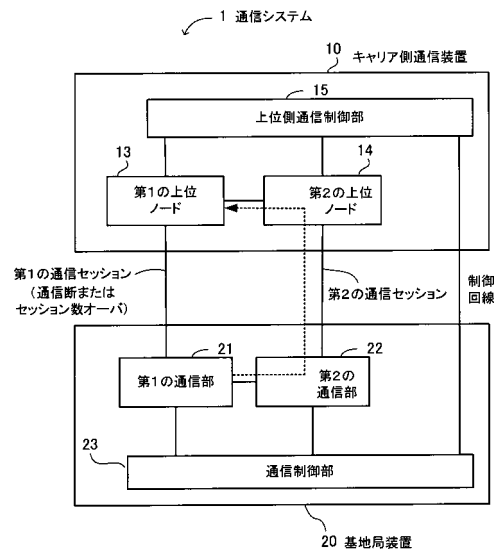 1 通信システム
10
キャリア側通信装置
15
上位側通信制御部
13
14
第1の上位
ノード
第2の上位
ノード
第1の通信セッション
(通信断または
セッション数オーバ)
第2の通信セッション
制御
回線
21
22
第1の通信部
第2の
通信部
23
通信制御部
20 基地局装置